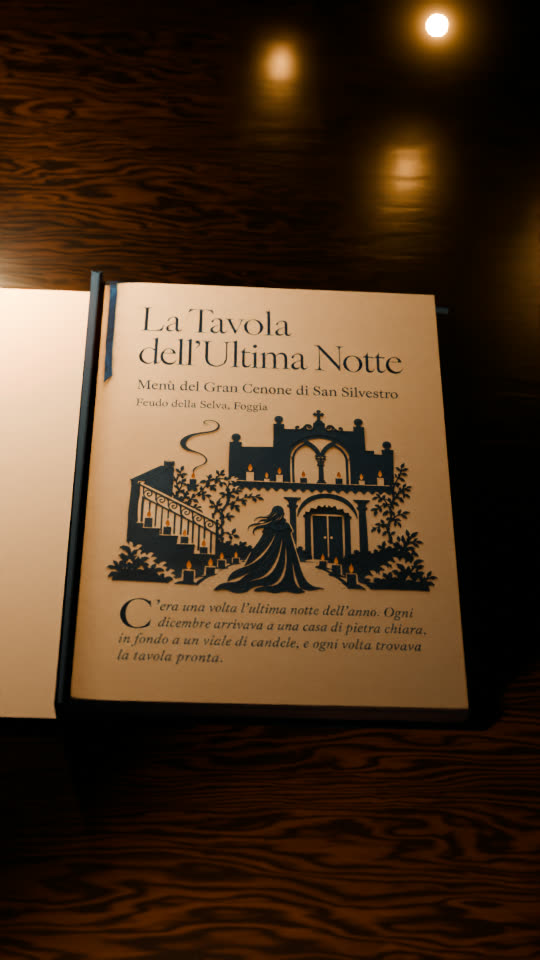 La Tavola
dell'Ultima Notte
Menù del Gran Cenone di San Silvestro
Feudo della Selva, Foggia
C'era una volta l'ultima notte dell'anno. Ogni
dicembre arrivava a una casa di pietra chiara,
in fondo a un viale di candele, e ogni volta trovava
la tavola pronta.